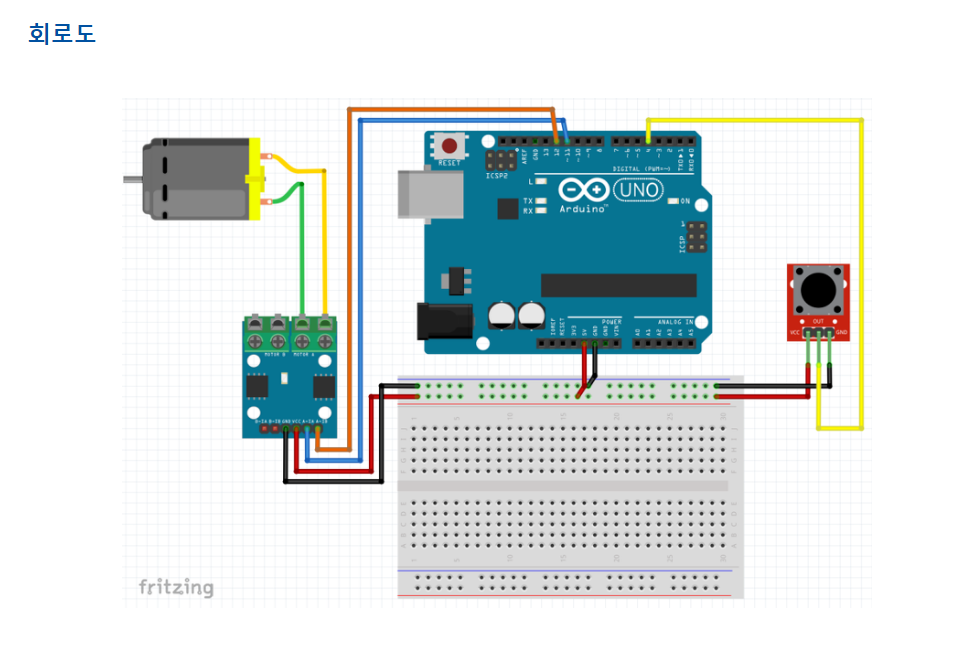 회로도
RESET
ICSP2
AREF
GND
13
12
~11
~10
~9
8
7
~6
~5
4
~3
2
TX0▶1
RX0◀0
DIGITAL (PWM=~)
L
TX
RX
UNO
Arduino™
ON
ICSP
1
IOREF
RESET
3V3
5V
GND
GND
VIN
POWER
ANALOG IN
A0
A1
A2
A3
A4
A5
MOTOR B
MOTOR A
B-IA
B-IB
GND
VCC
A-IA
A-IB
OUT
VCC
GND
fritzing